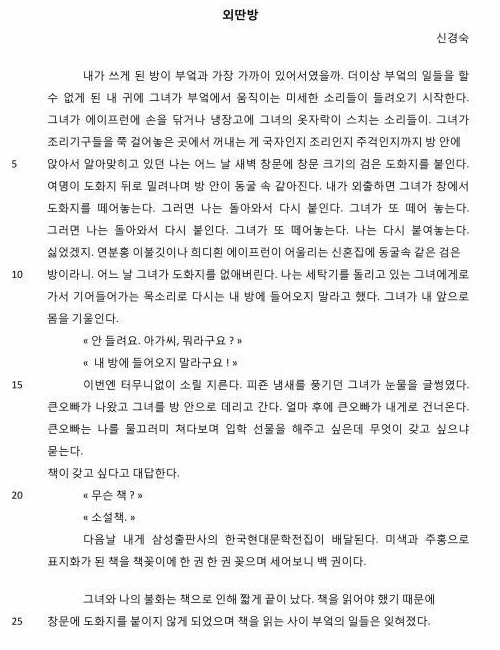 외딴방
신경숙
내가 쓰게 된 방이 부엌과 가장 가까이 있어서였을까. 더이상 부엌의 일들을 할
수 없게 된 내 귀에 그녀가 부엌에서 움직이는 미세한 소리들이 들려오기 시작한다.
그녀가 에이프런에 손을 닦거나 냉장고에 그녀의 옷자락이 스치는 소리들이. 그녀가
조리기구들을 쭉 걸어놓은 곳에서 꺼내는 게 국자인지 조리인지 주걱인지까지 방 안에
5 앉아서 알아맞히고 있던 나는 어느 날 새벽 창문에 창문 크기의 검은 도화지를 붙인다.
여명이 도화지 뒤로 밀려나며 방 안이 동굴 속 같아진다. 내가 외출하면 그녀가 창에서
도화지를 떼어놓는다. 그러면 나는 돌아와서 다시 붙인다. 그녀가 또 떼어 놓는다.
그러면 나는 돌아와서 다시 붙인다. 그녀가 또 떼어놓는다. 나는 다시 붙여놓는다.
싫었겠지. 연분홍 이불깃이나 희디흰 에이프런이 어울리는 신혼집에 동굴속 같은 검은
10 방이라니. 어느 날 그녀가 도화지를 없애버린다. 나는 세탁기를 돌리고 있는 그녀에게로
가서 기어들어가는 목소리로 다시는 내 방에 들어오지 말라고 했다. 그녀가 내 앞으로
몸을 기울인다.
« 안 들려요. 아가씨, 뭐라구요 ? »
« 내 방에 들어오지 말라구요 ! »
15 이번엔 터무니없이 소릴 지른다. 피죤 냄새를 풍기던 그녀가 눈물을 글썽였다.
큰오빠가 나왔고 그녀를 방 안으로 데리고 간다. 얼마 후에 큰오빠가 내게로 건너온다.
큰오빠는 나를 물끄러미 쳐다보며 입학 선물을 해주고 싶은데 무엇이 갖고 싶으냐
묻는다.
책이 갖고 싶다고 대답한다.
20 « 무슨 책 ? »
« 소설책. »
다음날 내게 삼성출판사의 한국현대문학전집이 배달된다. 미색과 주홍으로
표지화가 된 책을 책꽂이에 한 권 한 권 꽂으며 세어보니 백 권이다.
그녀와 나의 불화는 책으로 인해 짧게 끝이 났다. 책을 읽어야 했기 때문에
25 창문에 도화지를 붙이지 않게 되었으며 책을 읽는 사이 부엌의 일들은 잊혀졌다.